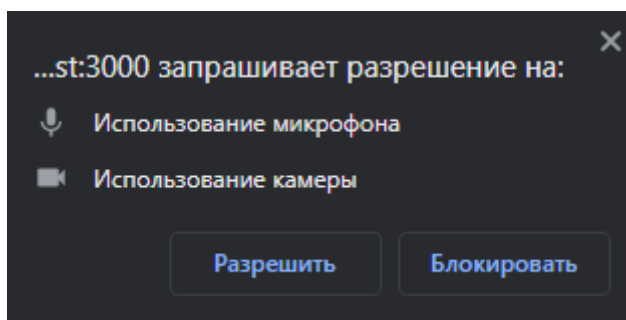 ...st:3000 запрашивает разрешение на:
Использование микрофона
Использование камеры
Разрешить
Блокировать